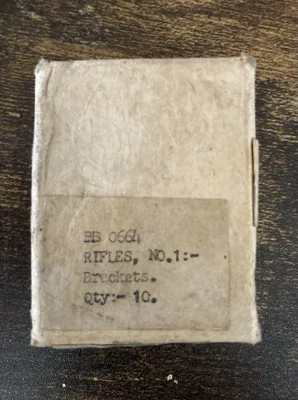 BB 0664
RIFLES, NO.1:-
Brackets.
Qty:- 10.